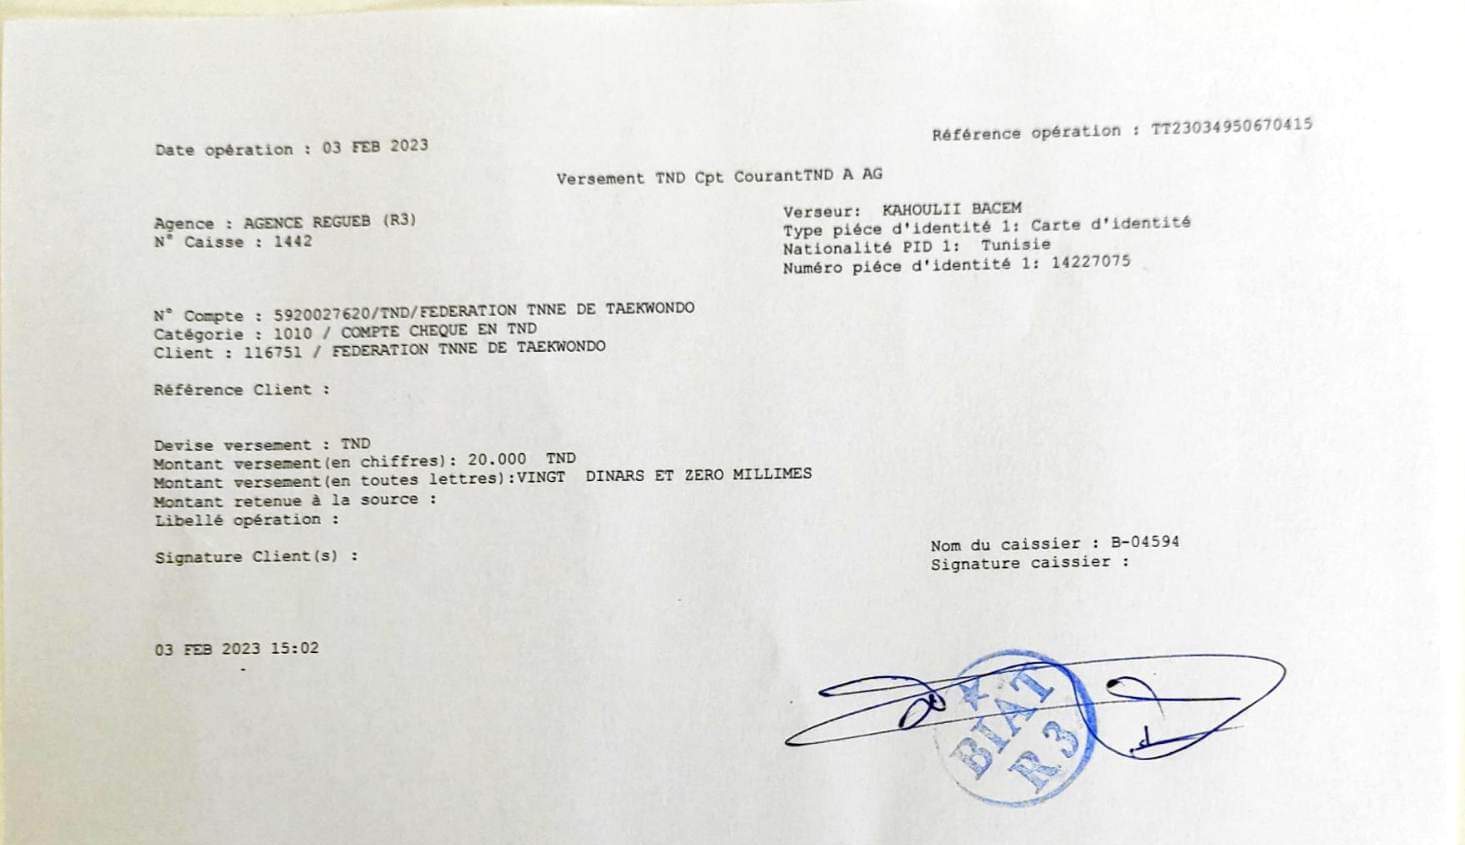 Date opération : 03 FEB 2023
Référence opération : TT23034950670415
Versement TND Cpt CourantTND A AG
Agence : AGENCE REGUEB (R3)
N° Caisse : 1442
Verseur: KAHOULII BACEM
Type piéce d'identité 1: Carte d'identité
Nationalité PID 1: Tunisie
Numéro piéce d'identité 1: 14227075
N° Compte : 5920027620/TND/FEDERATION TNNE DE TAEKWONDO
Catégorie : 1010 / COMPTE CHEQUE EN TND
Client : 116751 / FEDERATION TNNE DE TAEKWONDO
Référence Client :
Devise versement : TND
Montant versement(en chiffres): 20.000 TND
Montant versement(en toutes lettres):VINGT DINARS ET ZERO MILLIMES
Montant retenue à la source :
Libellé opération :
Signature Client(s) :
Nom du caissier : B-04594
Signature caissier :
03 FEB 2023 15:02
BIAT
R3